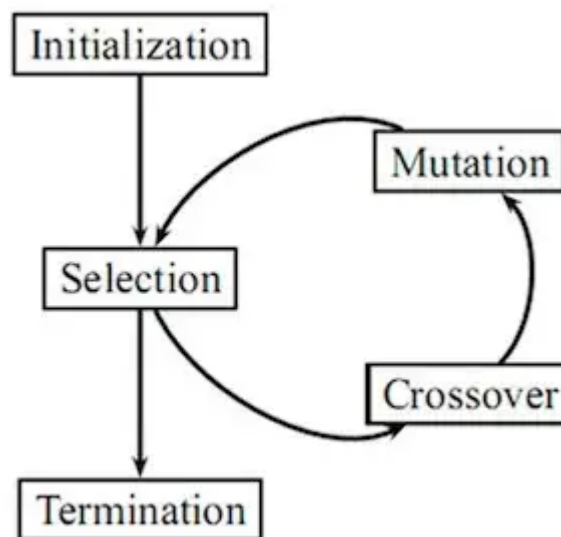 Initialization
Mutation
Selection
Crossover
Termination